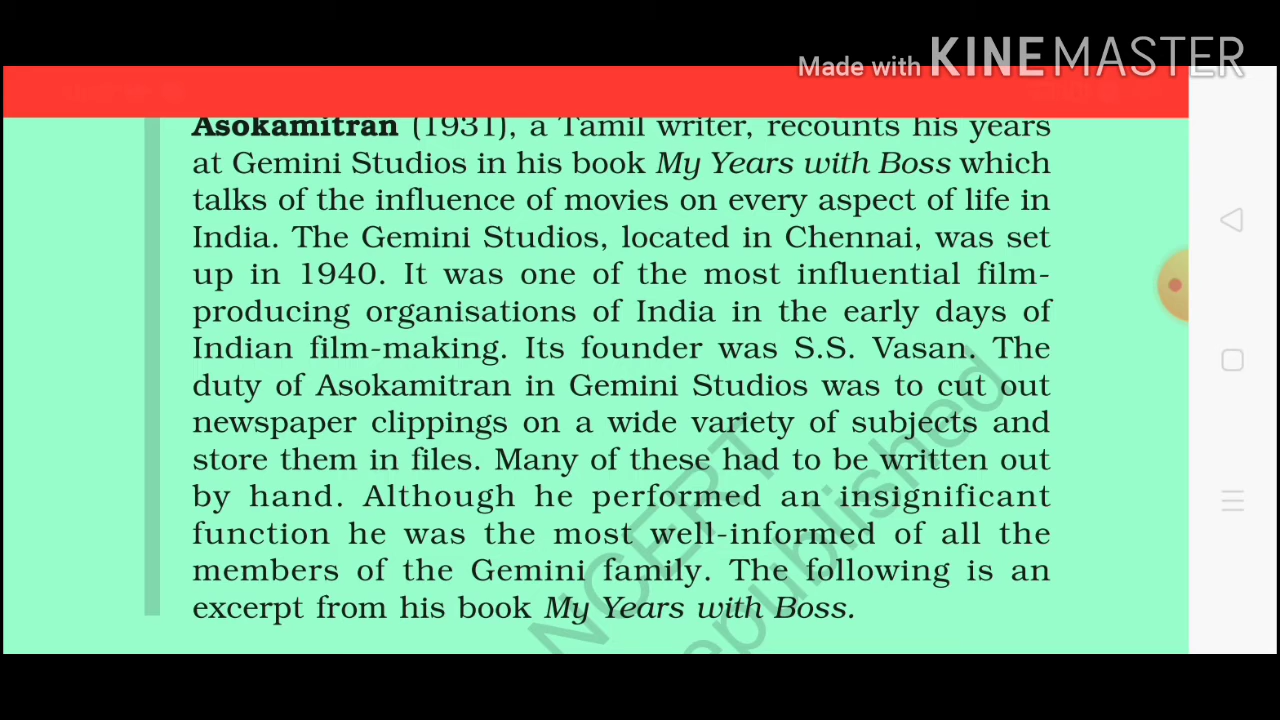 Made with KINEMASTER
Asokamitran (1931), a Tamil writer, recounts his years
at Gemini Studios in his book My Years with Boss which
talks of the influence of movies on every aspect of life in
India. The Gemini Studios, located in Chennai, was set
up in 1940. It was one of the most influential film-
producing organisations of India in the early days of
Indian film-making. Its founder was S.S. Vasan. The
duty of Asokamitran in Gemini Studios was to cut out
newspaper clippings on a wide variety of subjects and
store them in files. Many of these had to be written out
by hand. Although he performed an insignificant
function he was the most well-informed of all the
members of the Gemini family. The following is an
excerpt from his book My Years with Boss.
NCERT
republished